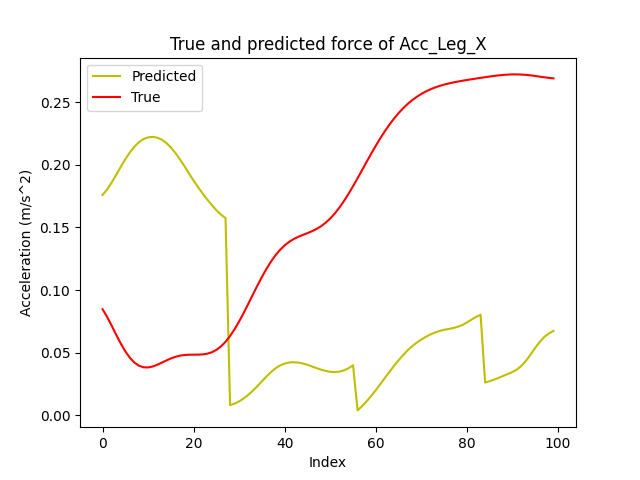 True and predicted force of Acc_Leg_X
Predicted
True
0.25
0.20
0.15
0.10
0.05
0.00
Acceleration (m/s^2)
0 20 40 60 80 100
Index